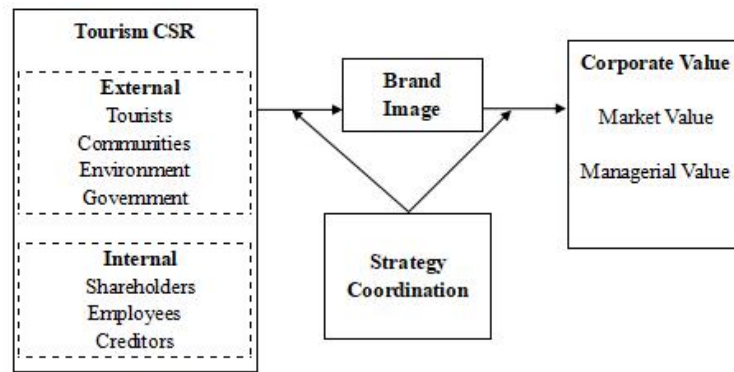 Tourism CSR
External
Tourists
Communities
Environment
Government
Internal
Shareholders
Employees
Creditors
Brand
Image
Strategy
Coordination
Corporate Value
Market Value
Managerial Value